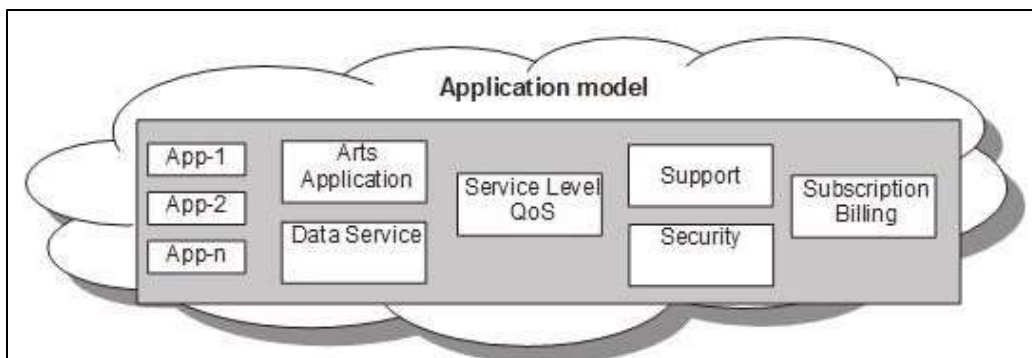 Application model
App-1
App-2
App-n
Arts
Application
Data Service
Service Level
QoS
Support
Security
Subscription
Billing